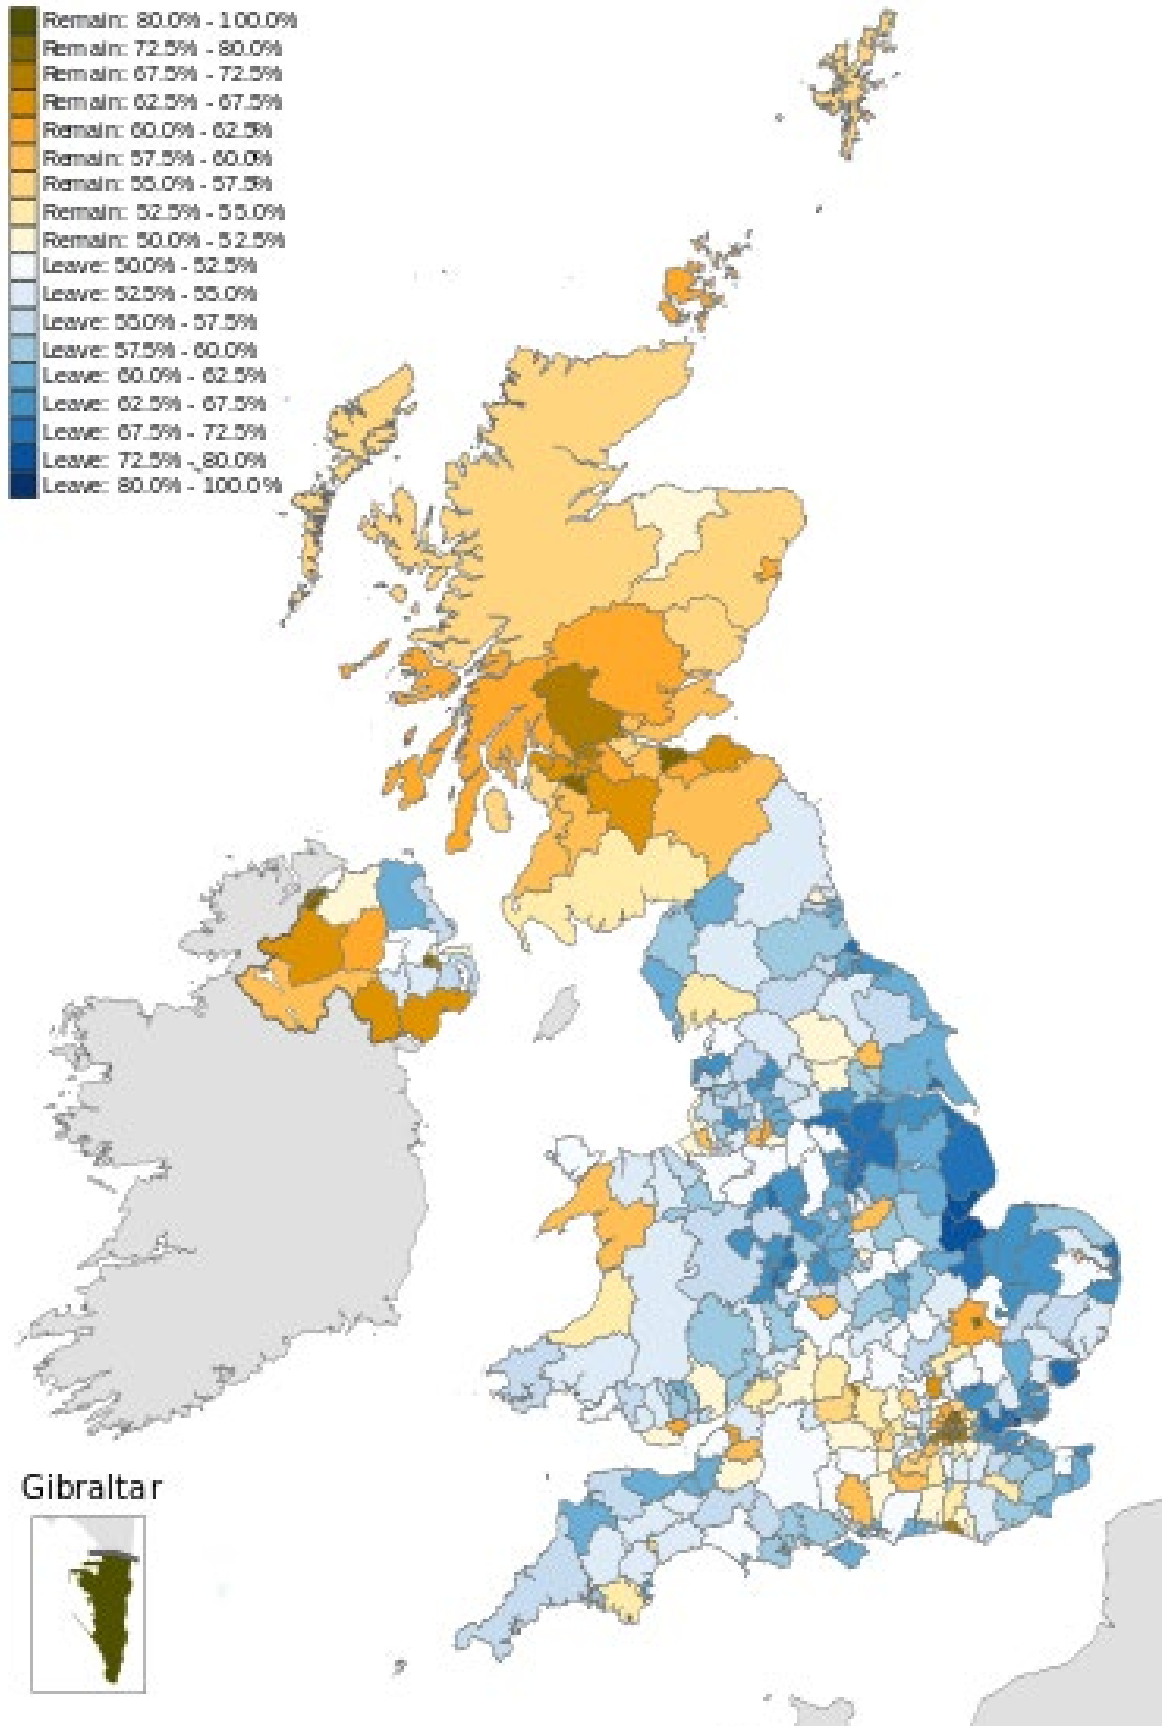 Remain: 80.0% - 100.0%
Remain: 72.5% - 80.0%
Remain: 67.5% - 72.5%
Remain: 62.5% - 67.5%
Remain: 60.0% - 62.5%
Remain: 57.5% - 60.0%
Remain: 55.0% - 57.5%
Remain: 52.5% - 55.0%
Remain: 50.0% - 52.5%
Leave: 50.0% - 52.5%
Leave: 52.5% - 55.0%
Leave: 55.0% - 57.5%
Leave: 57.5% - 60.0%
Leave: 60.0% - 62.5%
Leave: 62.5% - 67.5%
Leave: 67.5% - 72.5%
Leave: 72.5% - 80.0%
Leave: 80.0% - 100.0%
Gibraltar